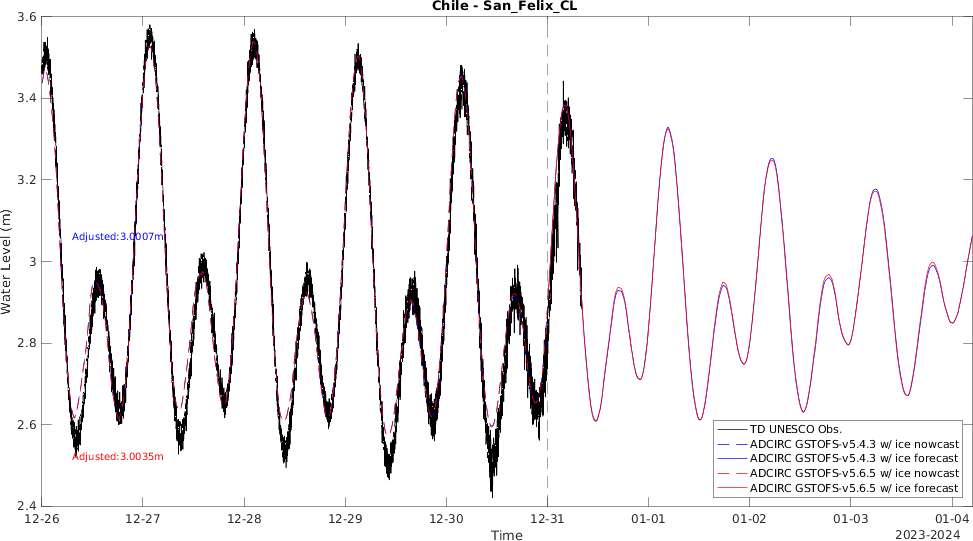 Chile - San_Felix_CL
3.6
3.4
3.2
3
2.8
2.6
2.4
Water Level (m)
Adjusted:3.0007m
Adjusted:3.0035m
TD UNESCO Obs.
ADCIRC GSTOFS-v5.4.3 w/ ice nowcast
ADCIRC GSTOFS-v5.4.3 w/ ice forecast
ADCIRC GSTOFS-v5.6.5 w/ ice nowcast
ADCIRC GSTOFS-v5.6.5 w/ ice forecast
12-26 12-27 12-28 12-29 12-30 12-31 01-01 01-02 01-03 01-04
Time
2023-2024